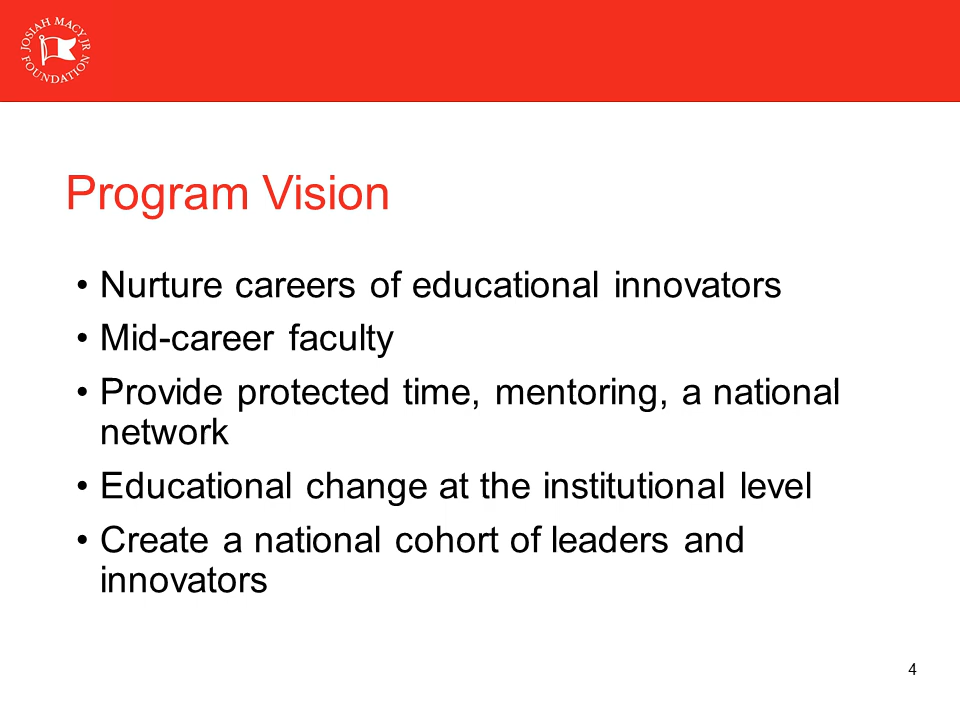 JOSIAH MACY JR
FOUNDATION
Program Vision
• Nurture careers of educational innovators
• Mid-career faculty
• Provide protected time, mentoring, a national
network
• Educational change at the institutional level
• Create a national cohort of leaders and
innovators
4